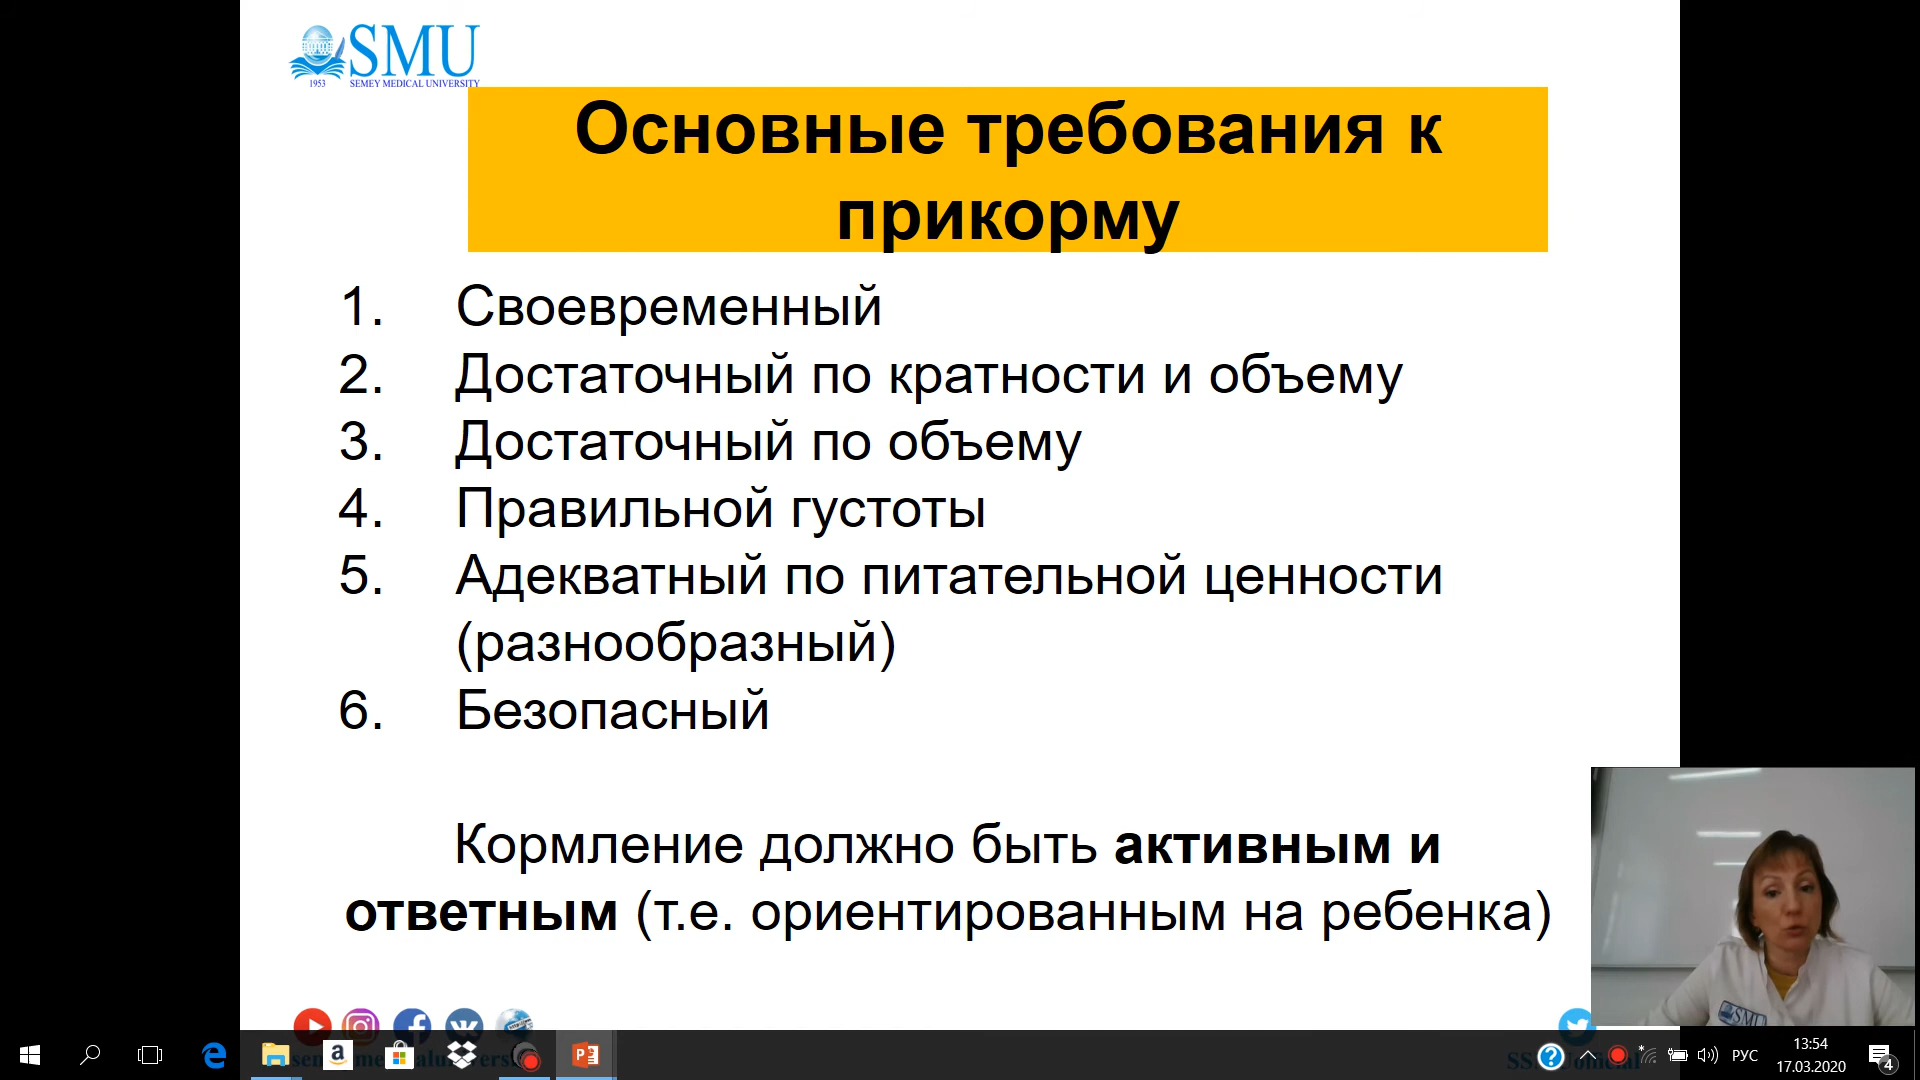 SMU
1953 SEMEY MEDICAL UNIVERSITY
Основные требования к
прикорму
1. Своевременный
2. Достаточный по кратности и объему
3. Достаточный по объему
4. Правильной густоты
5. Адекватный по питательной ценности
(разнообразный)
6. Безопасный
Кормление должно быть активным и
ответным (т.е. ориентированным на ребенка)
SMU
РУС
13:54
17.03.2020
4